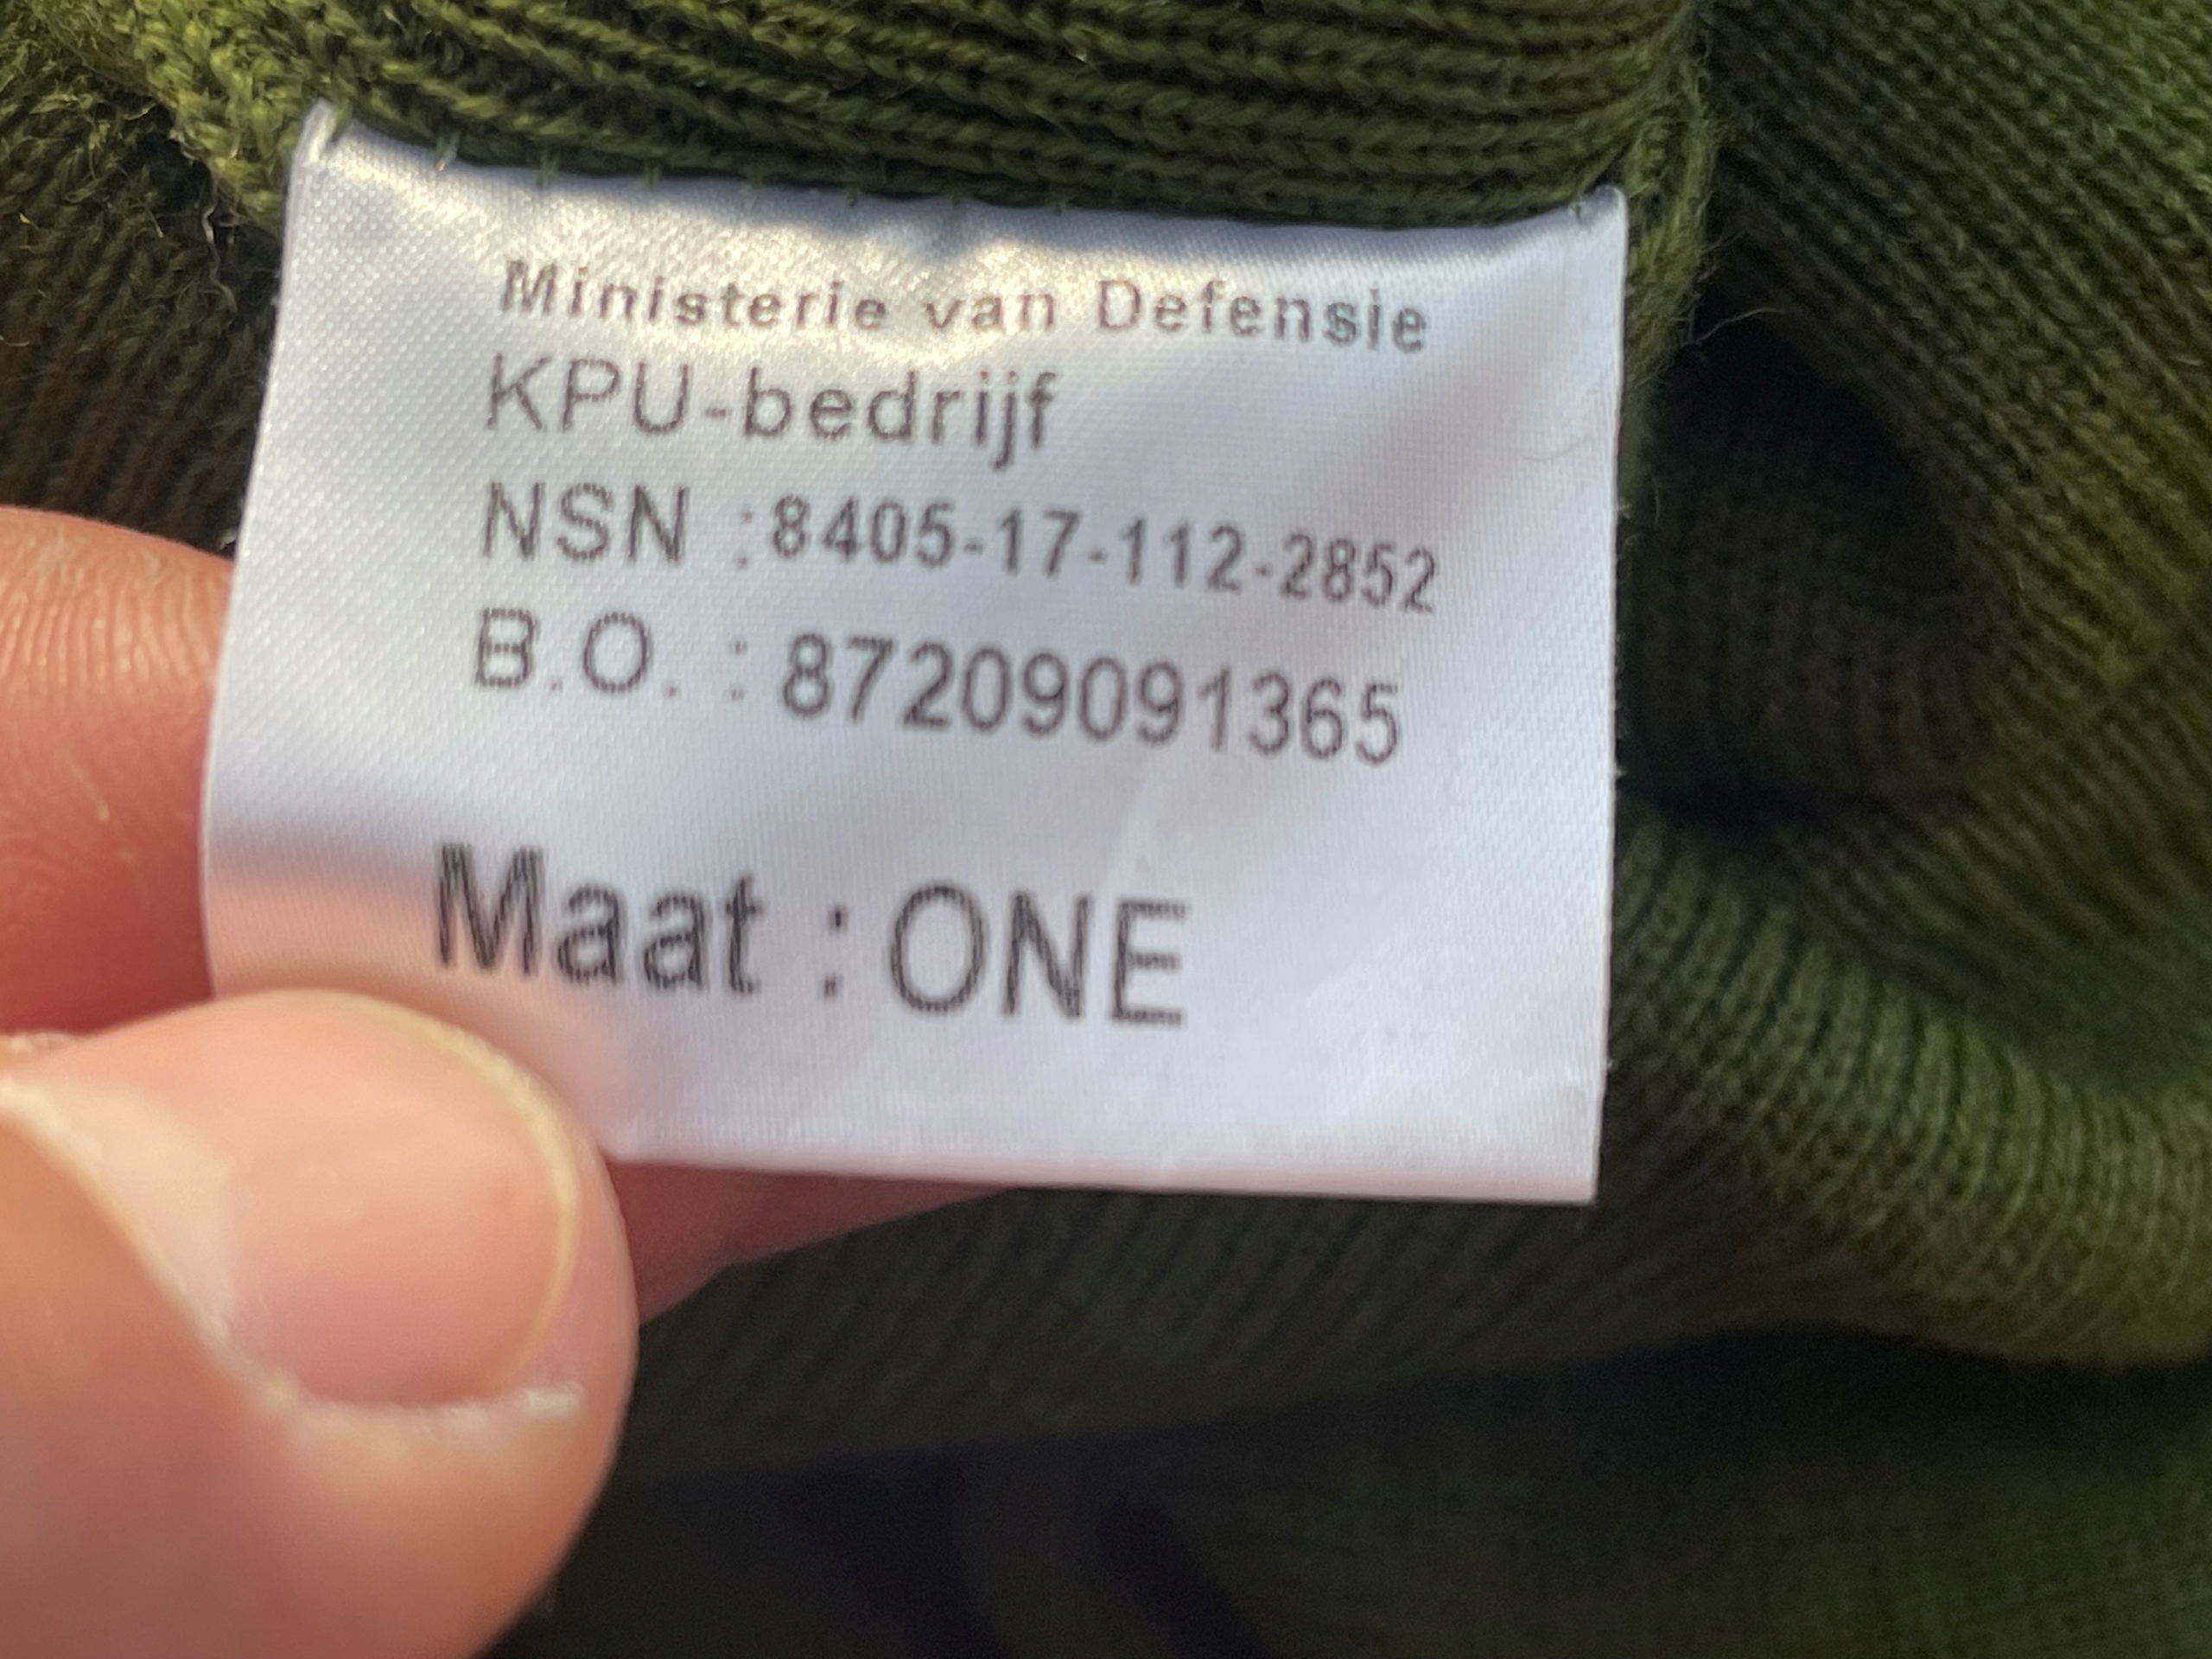 Ministerie van Defensie
KPU-bedrijf
NSN :8405-17-112-2852
B.O. : 87209091365
Maat : ONE